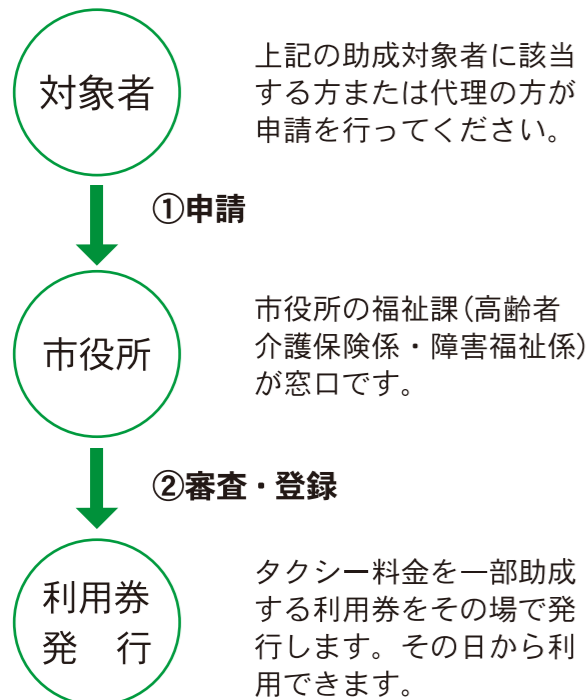 対象者
上記の助成対象者に該当
する方または代理の方が
申請を行ってください。
①申請
市役所
市役所の福祉課(高齢者
介護保険係・障害福祉係)
が窓口です。
②審査・登録
利用券
発　行
タクシー料金を一部助成
する利用券をその場で発
行します。その日から利
用できます。